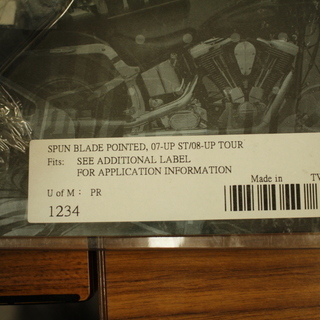 SPUN BLADE POINTED, 07-UP ST/08-UP TOUR
Fits: SEE ADDITIONAL LABEL
FOR APPLICATION INFORMATION
Made in TW
U of M : PR
1234